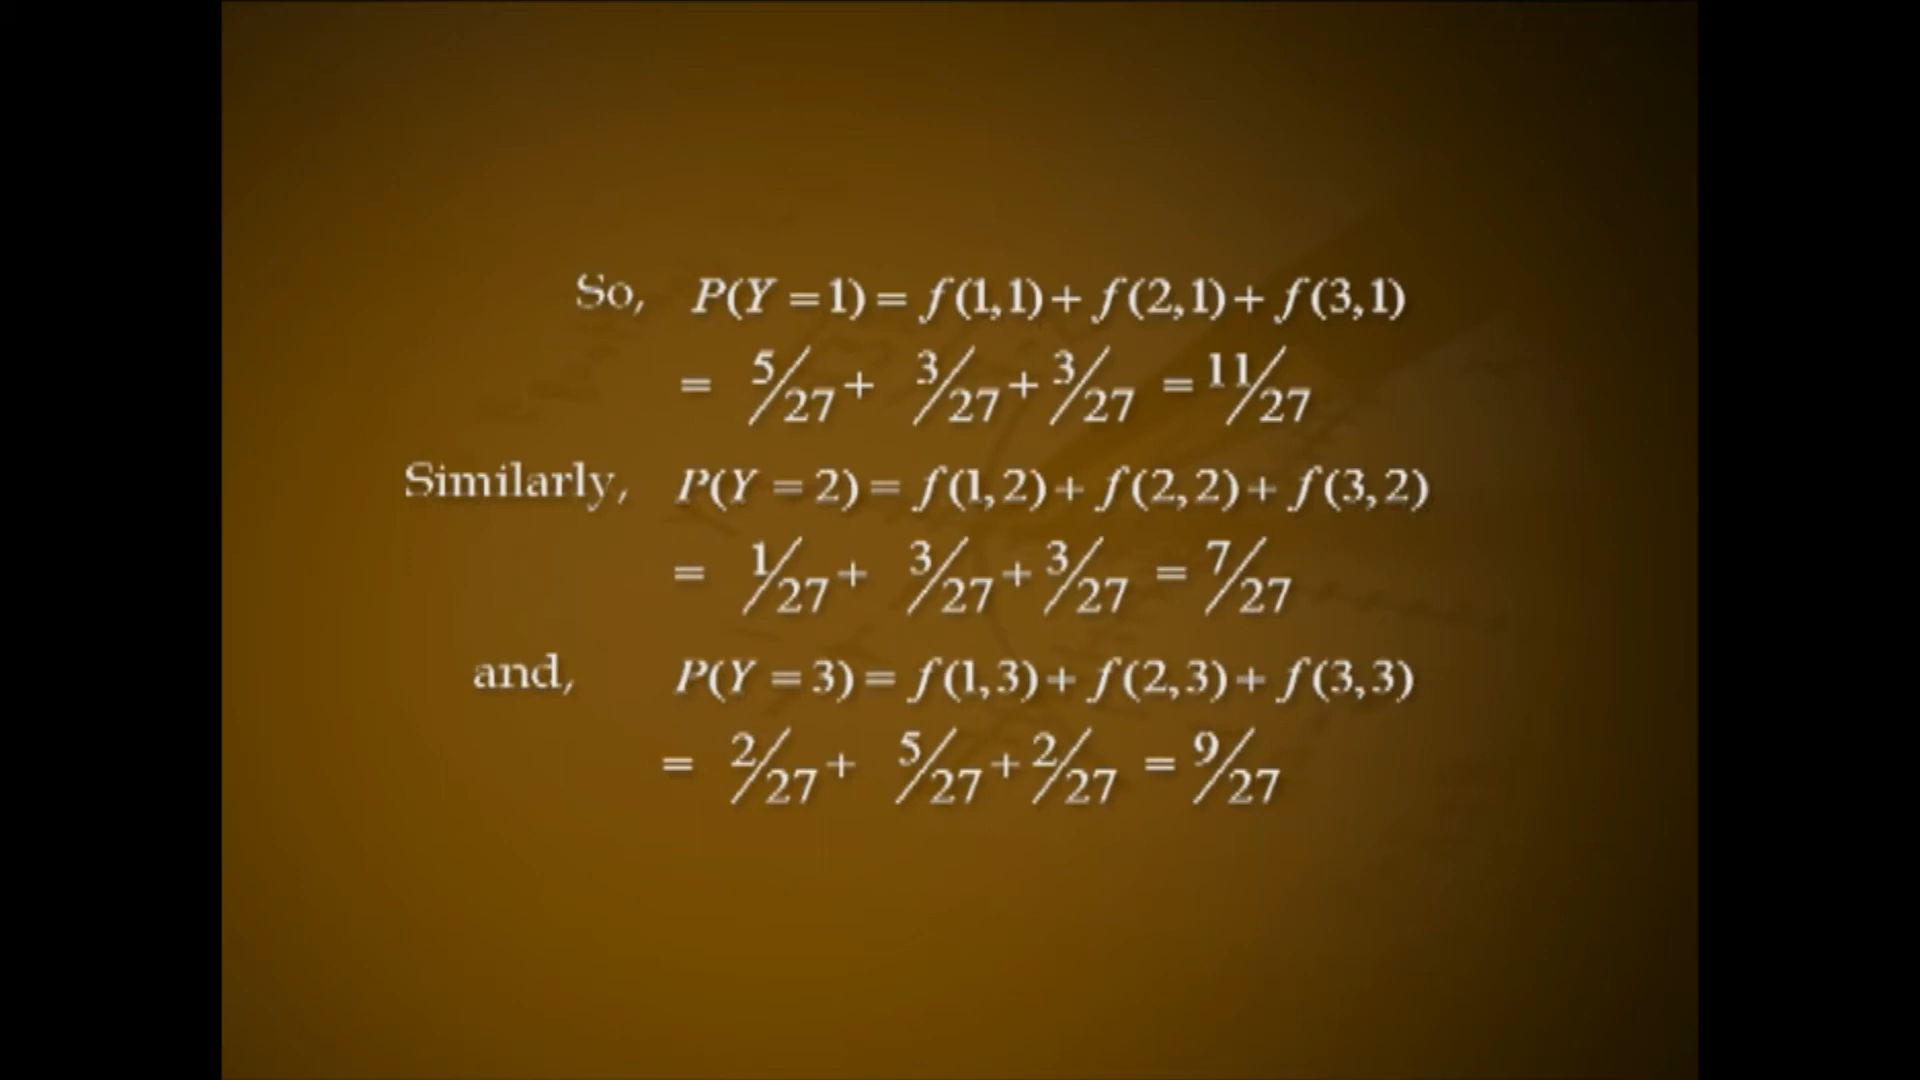 So, P(Y = 1) = f(1,1) + f(2,1) + f(3,1)
= 5/27 + 3/27 + 3/27 = 11/27
Similarly, P(Y = 2) = f(1,2) + f(2,2) + f(3,2)
= 1/27 + 3/27 + 3/27 = 7/27
and, P(Y = 3) = f(1,3) + f(2,3) + f(3,3)
= 2/27 + 5/27 + 2/27 = 9/27